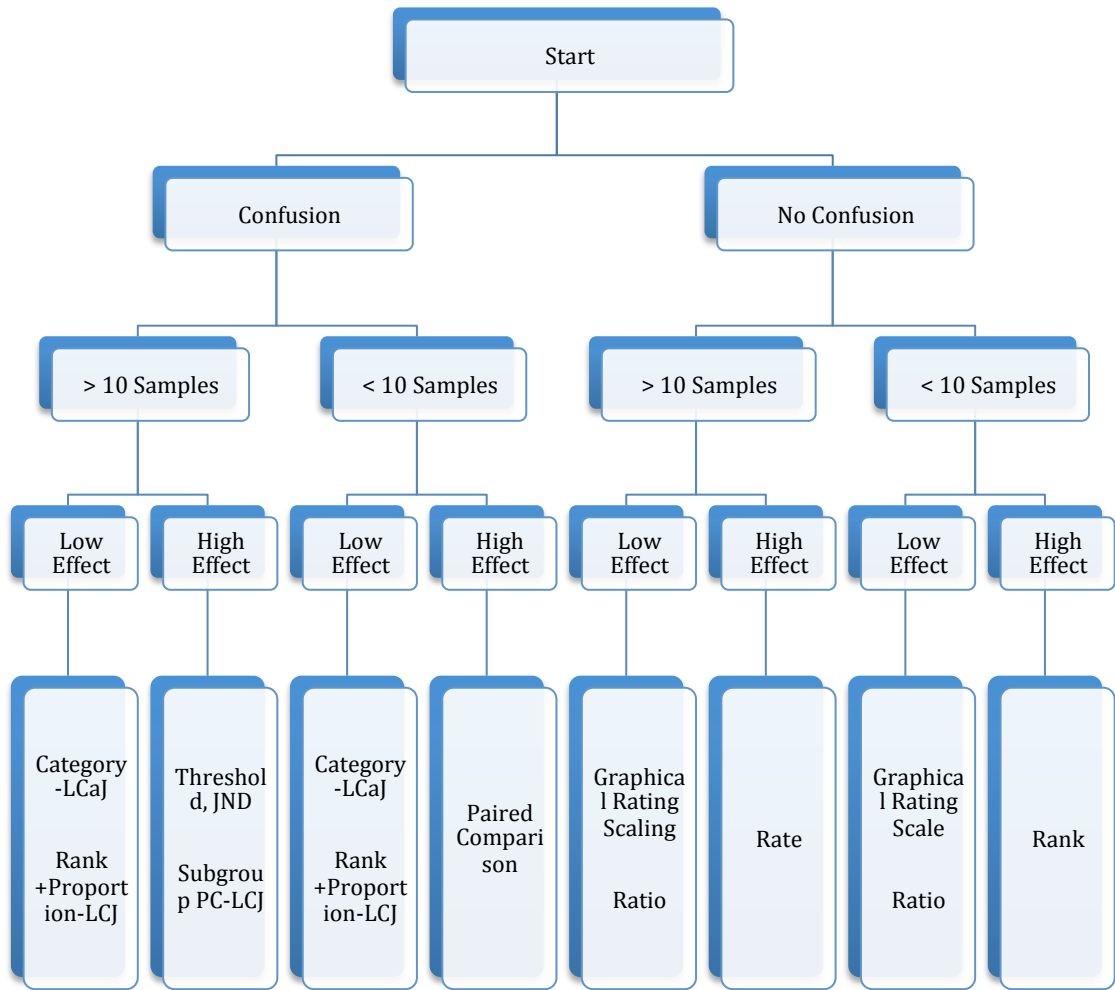 Start
Confusion
No Confusion
> 10 Samples
< 10 Samples
> 10 Samples
< 10 Samples
Low
Effect
High
Effect
Low
Effect
High
Effect
Low
Effect
High
Effect
Low
Effect
High
Effect
Category
-LCaJ
Rank
+Proport
ion-LCJ
Threshol
d, JND
Subgrou
p PC-LCJ
Category
-LCaJ
Rank
+Proport
ion-LCJ
Paired
Compari
son
Graphica
l Rating
Scaling
Ratio
Rate
Graphica
l Rating
Scale
Ratio
Rank